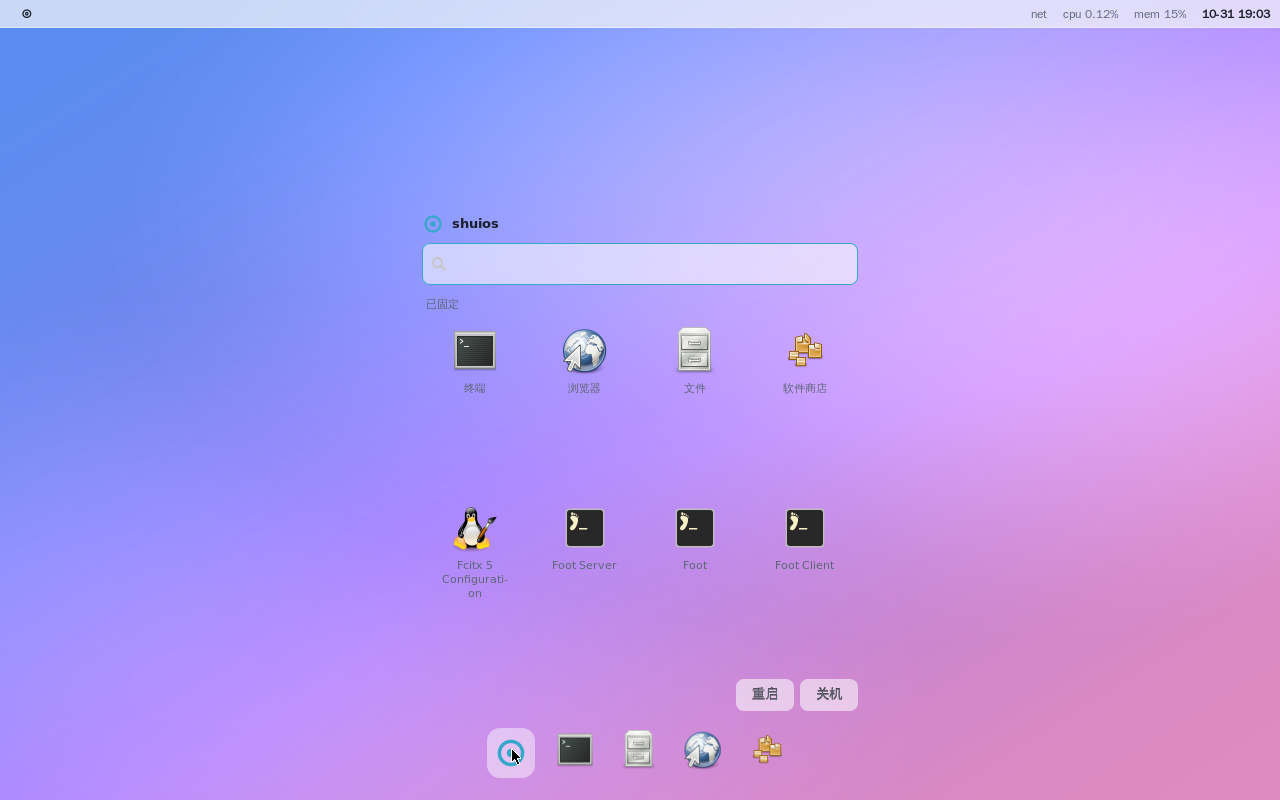 net cpu 0.12% mem 15% 10-31 19:03
shuios
已固定
终端 浏览器 文件 软件商店
Fcitx 5 Foot Server Foot Foot Client
Configurati-
on
重启 关机